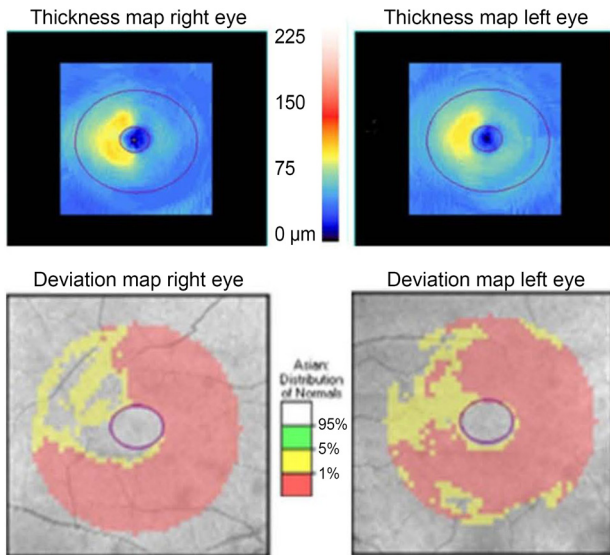 Thickness map right eye
Thickness map left eye
225
150
75
0 µm
Deviation map right eye
Deviation map left eye
Asian:
Distribution
of Normals
95%
5%
1%